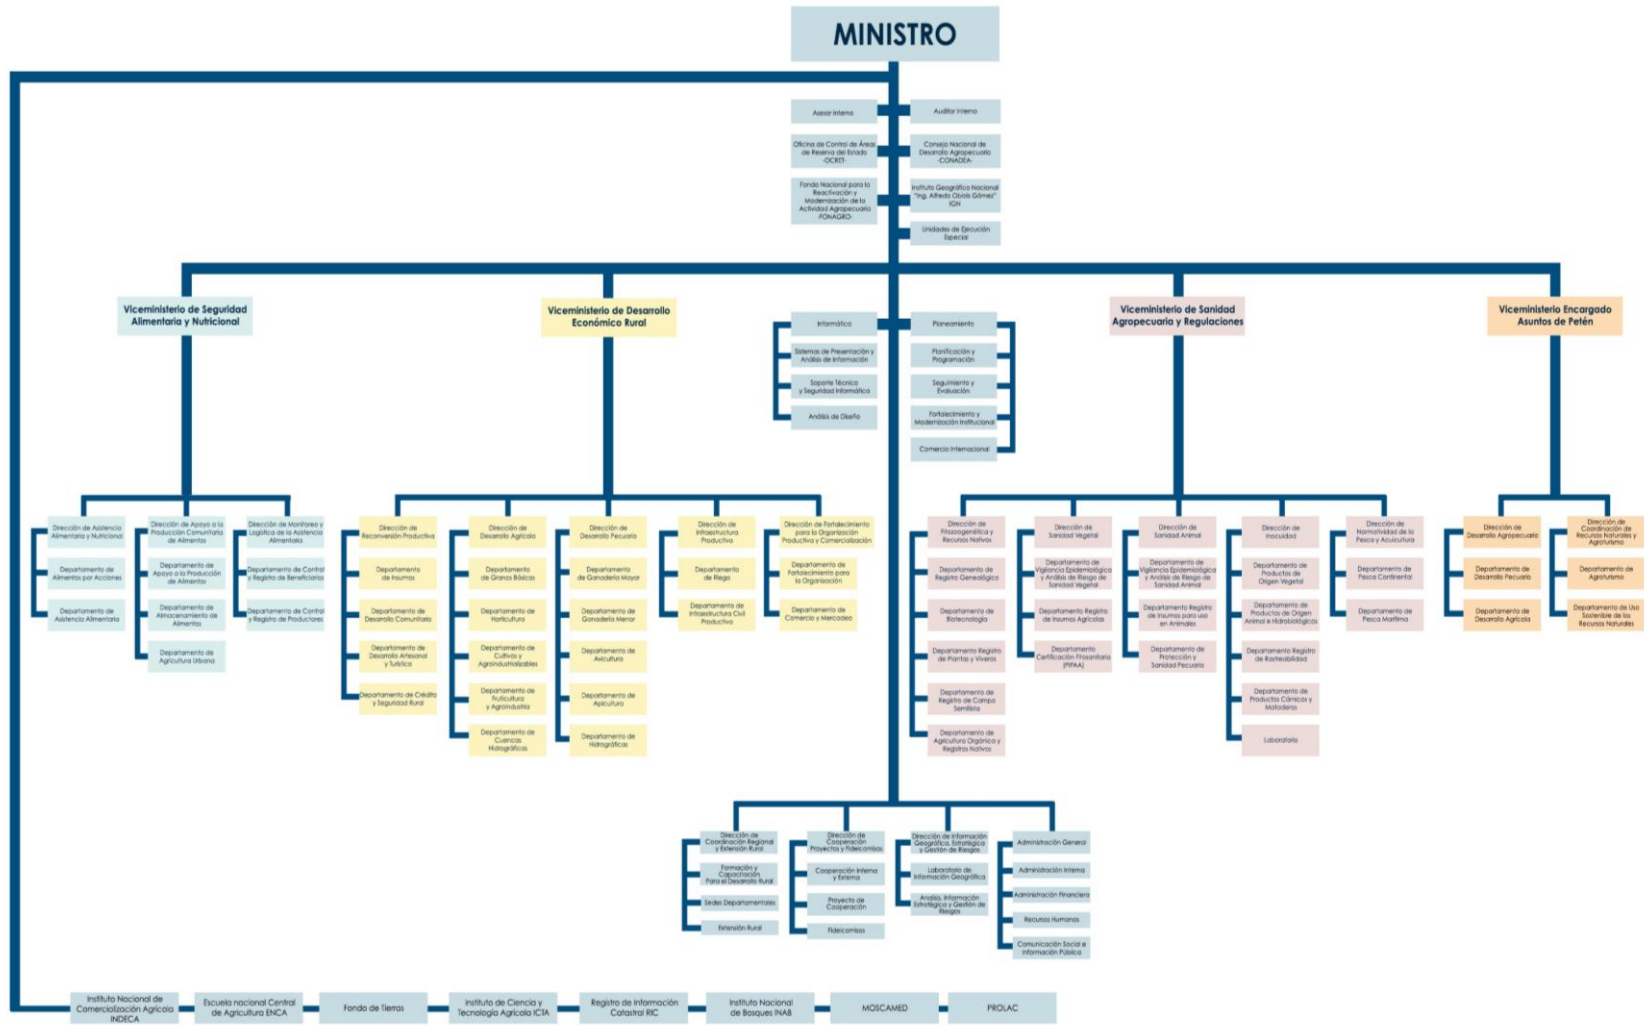 MINISTRO
Asesor Interno
Auditor Interno
Oficina de Control de Áreas
de Reserva del Estado
-OCRET-
Consejo Nacional de
Desarrollo Agropecuario
-CONADEA-
Fondo Nacional para la
Reactivación y
Modernización de la
Actividad Agropecuaria
-FONAGRO-
Instituto Geográfico Nacional
"Ing. Alfredo Obiols Gómez"
IGN
Unidades de Ejecución
Especial
Viceministerio de Seguridad
Alimentaria y Nutricional
Viceministerio de Desarrollo
Económico Rural
Viceministerio de Sanidad
Agropecuaria y Regulaciones
Viceministerio Encargado
Asuntos de Petén
Informática
Sistemas de Presentación y
Análisis de Información
Soporte Técnico
y Seguridad Informática
Análisis de Diseño
Planeamiento
Planificación y
Programación
Seguimiento y
Evaluación
Fortalecimiento y
Modernización Institucional
Comercio Internacional
Dirección de Asistencia
Alimentaria y Nutricional
Departamento de
Alimentos por Acciones
Departamento de
Asistencia Alimentaria
Dirección de Apoyo a la
Producción Comunitaria
de Alimentos
Departamento de
Apoyo a la Producción
de Alimentos
Departamento de
Almacenamiento de
Alimentos
Departamento de
Agricultura Urbana
Dirección de Monitoreo y
Logística de la Asistencia
Alimentaria
Departamento de Control
y Registro de Beneficiarios
Departamento de Control
y Registro de Productores
Dirección de
Reconversión Productiva
Departamento
de Insumos
Departamento de
Desarrollo Comunitario
Departamento de
Desarrollo Artesanal
y Turístico
Departamento de Crédito
y Seguridad Rural
Dirección de
Desarrollo Agrícola
Departamento
de Granos Básicos
Departamento de
Horticultura
Departamento de
Cultivos y
Agroindustrializables
Departamento de
Fruticultura
y Agroindustria
Departamento de
Cuencas
Hidrográficas
Dirección de
Desarrollo Pecuario
Departamento
de Ganadería Mayor
Departamento de
Ganadería Menor
Departamento de
Avicultura
Departamento de
Apicultura
Departamento de
Hidrográficas
Dirección de
Infraestructura
Productiva
Departamento
de Riego
Departamento de
Infraestructura Civil
Productiva
Dirección de Fortalecimiento
para la Organización
Productiva y Comercialización
Departamento de
Fortalecimiento para
la Organización
Departamento de
Comercio y Mercadeo
Dirección de
Fitozoogenética y
Recursos Nativos
Departamento de
Registro Genealógico
Departamento de
Biotecnología
Departamento Registro
de Plantas y Viveros
Departamento de
Registro de Campo
Semillista
Departamento de
Agricultura Orgánica y
Registros Nativos
Dirección de
Sanidad Vegetal
Departamento de
Vigilancia Epidemiológica
y Análisis de Riesgo de
Sanidad Vegetal
Departamento Registro
de Insumos Agrícolas
Departamento
Certificación Fitosanitaria
(PIPAA)
Dirección de
Sanidad Animal
Departamento de
Vigilancia Epidemiológica
y Análisis de Riesgo de
Sanidad Animal
Departamento Registro
de Insumos para uso
en Animales
Departamento de
Protección y
Sanidad Pecuaria
Dirección de
Inocuidad
Departamento de
Productos de
Origen Vegetal
Departamento de
Productos de Origen
Animal e Hidrobiológicos
Departamento Registro
de Rastreabilidad
Departamento de
Productos Cárnicos y
Mataderos
Laboratorio
Dirección de
Normatividad de la
Pesca y Acuicultura
Departamento de
Pesca Continental
Departamento de
Pesca Marítima
Dirección de
Desarrollo Agropecuario
Departamento de
Desarrollo Pecuario
Departamento de
Desarrollo Agrícola
Dirección de
Coordinación de
Recursos Naturales y
Agroturismo
Departamento de
Agroturismo
Departamento de Uso
Sostenible de los
Recursos Naturales
Dirección de
Coordinación Regional
y Extensión Rural
Formación y
Capacitación
Para el Desarrollo Rural
Sedes Departamentales
Extensión Rural
Dirección de
Cooperación
Proyectos y Fideicomisos
Cooperación Interna
y Externa
Proyecto de
Cooperación
Fideicomisos
Dirección de Información
Geográfica, Estratégica
y Gestión de Riesgos
Laboratorio de
Información Geográfica
Analisis, Información
Estratégica y Gestión de
Riesgos
Administración General
Administración Interna
Administración Financiera
Recursos Humanos
Comunicación Social e
Información Pública
Instituto Nacional de
Comercialización Agrícola
INDECA
Escuela nacional Central
de Agricultura ENCA
Fondo de Tierras
Instituto de Ciencia y
Tecnología Agrícola ICTA
Registro de Información
Catastral RIC
Instituto Nacional
de Bosques INAB
MOSCAMED
PROLAC